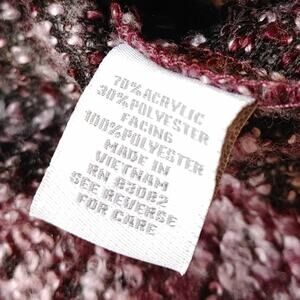 70% ACRYLIC
30% POLYESTER
FACING
100% POLYESTER
MADE IN
VIETNAM
RN 83082
SEE REVERSE
FOR CARE